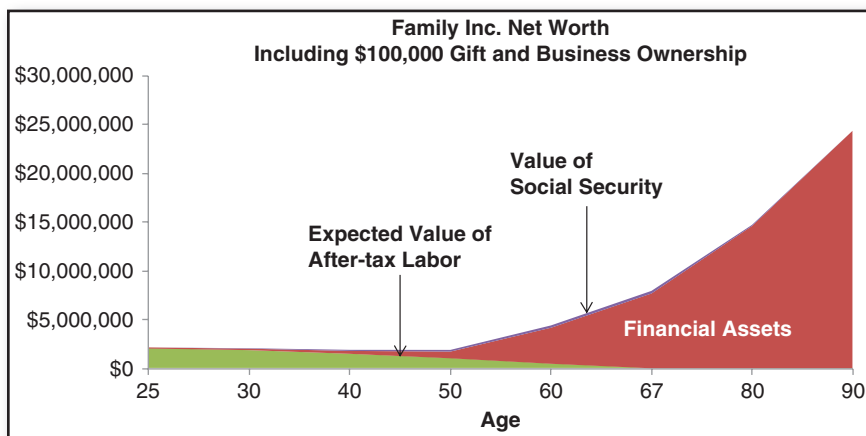 Family Inc. Net Worth
Including $100,000 Gift and Business Ownership
$30,000,000
$25,000,000
$20,000,000
$15,000,000
$10,000,000
$5,000,000
$0
Value of
Social Security
Expected Value of
After-tax Labor
Financial Assets
25 30 40 50 60 67 80 90
Age